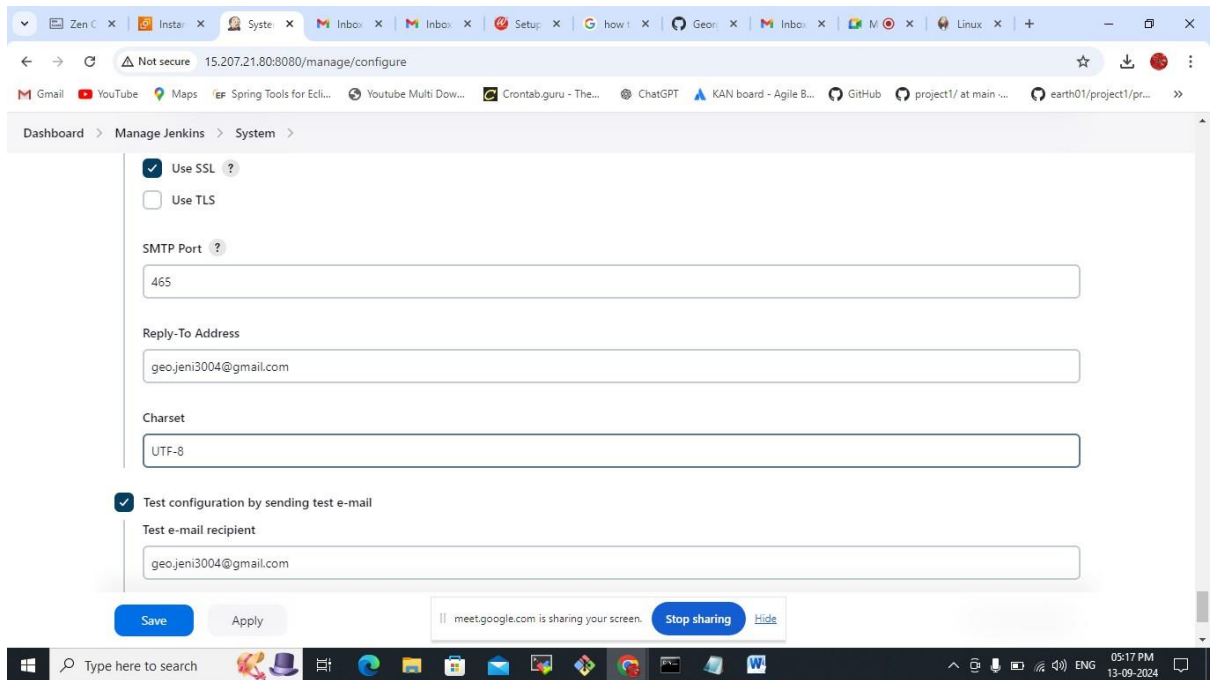 Zen C
Instar
Syste
Inbox
Inbox
Setup
how t
Geor
Inbox
M
Linux
Not secure 15.207.21.80:8080/manage/configure
Gmail YouTube Maps Spring Tools for Ecli... Youtube Multi Dow... Crontab.guru - The... ChatGPT KAN board - Agile B... GitHub project1/ at main ·... earth01/project1/pr... »
Dashboard > Manage Jenkins > System >
Use SSL ?
Use TLS
SMTP Port ?
465
Reply-To Address
geo.jeni3004@gmail.com
Charset
UTF-8
Test configuration by sending test e-mail
Test e-mail recipient
geo.jeni3004@gmail.com
Save Apply
meet.google.com is sharing your screen. Stop sharing Hide
Type here to search
ENG
05:17 PM
13-09-2024